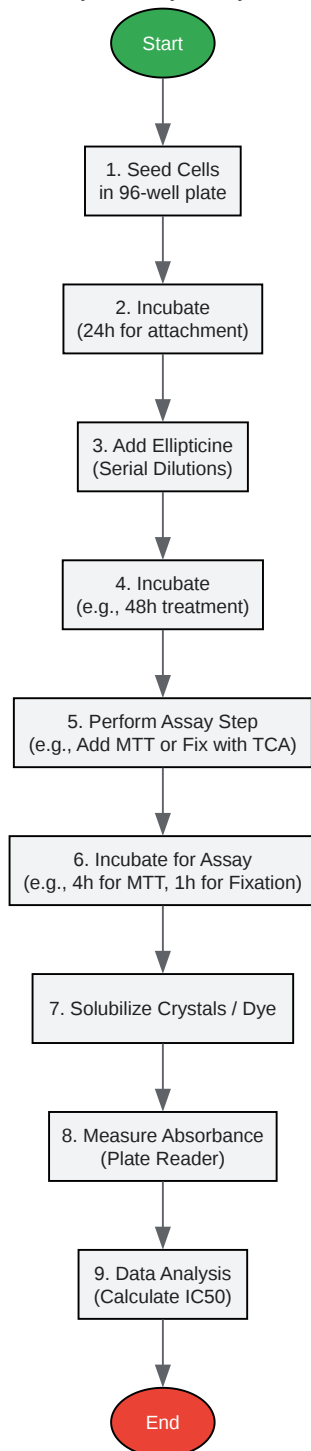 Start
1. Seed Cells
in 96-well plate
2. Incubate
(24h for attachment)
3. Add Ellipticine
(Serial Dilutions)
4. Incubate
(e.g., 48h treatment)
5. Perform Assay Step
(e.g., Add MTT or Fix with TCA)
6. Incubate for Assay
(e.g., 4h for MTT, 1h for Fixation)
7. Solubilize Crystals / Dye
8. Measure Absorbance
(Plate Reader)
9. Data Analysis
(Calculate IC50)
End